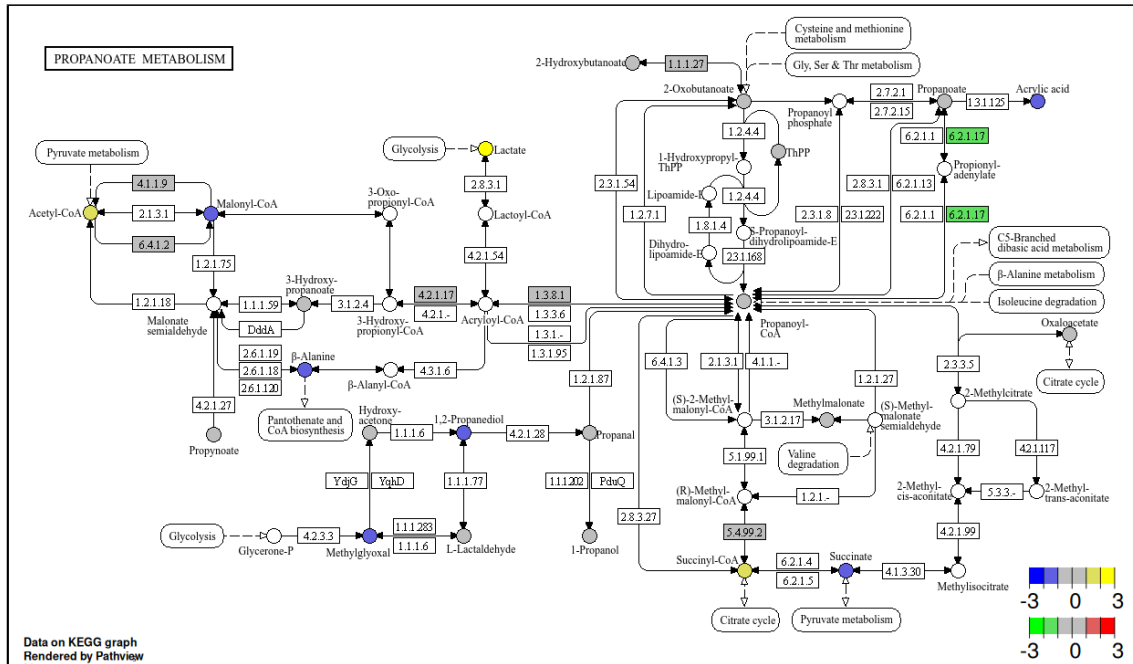 PROPANOATE METABOLISM
Cysteine and methionine
metabolism
Gly, Ser & Thr metabolism
2-Hydroxybutanoate
1.1.1.27
2-Oxobutanoate
Propanoyl
phosphate
2.7.2.1
2.7.2.15
Propanoate
1.3.1.125
Acrylic acid
1.2.4.4
6.2.1.1
6.2.1.17
ThPP
1-Hydroxypropyl-
ThPP
Propionyl-
adenylate
Glycolysis
Lactate
Pyruvate metabolism
4.1.1.9
2.8.3.1
2.3.1.54
Lipoamide-E
1.2.4.4
2.8.3.1
6.2.1.13
Acetyl-CoA
2.1.3.1
Malonyl-CoA
3-Oxo-
propionyl-CoA
Lactoyl-CoA
1.2.7.1
1.8.1.4
2.3.1.8
2.3.1.222
6.2.1.1
6.2.1.17
S-Propanoyl-
dihydrolipoamide-E
6.4.1.2
4.2.1.54
Dihydro-
lipoamide-E
2.3.1.168
C5-Branched
dibasic acid metabolism
1.2.1.75
β-Alanine metabolism
3-Hydroxy-
propanoate
4.2.1.17
1.3.8.1
Isoleucine degradation
1.2.1.18
1.1.1.59
3.1.2.4
4.2.1.-
Acryloyl-CoA
1.3.3.6
Malonate
semialdehyde
DddA
3-Hydroxy-
propionyl-CoA
1.3.1.-
1.3.1.95
Propanoyl-
CoA
Oxaloacetate
2.6.1.19
2.6.1.18
2.6.1.120
β-Alanine
β-Alanyl-CoA
4.3.1.6
6.4.1.3
2.1.3.1
4.1.1.-
2.3.3.5
1.2.1.87
1.2.1.27
Citrate cycle
4.2.1.27
Pantothenate and
CoA biosynthesis
Hydroxy-
acetone
1,2-Propanediol
(S)-2-Methyl-
malonyl-CoA
Methylmalonate
(S)-Methyl-
malonate
semialdehyde
2-Methylcitrate
Propynoate
1.1.1.6
4.2.1.28
Propanal
3.1.2.17
Valine
degradation
5.1.99.1
4.2.1.79
4.2.1.117
YdjG
YqhD
1.1.1.77
1.1.1.202
PduQ
(R)-Methyl-
malonyl-CoA
1.2.1.-
2-Methyl-
cis-aconitate
5.3.3.-
2-Methyl-
trans-aconitate
2.8.3.27
Glycolysis
4.2.3.3
1.1.1.283
1.1.1.6
5.4.99.2
4.2.1.99
Glycerone-P
Methylglyoxal
L-Lactaldehyde
1-Propanol
Succinyl-CoA
6.2.1.4
6.2.1.5
Succinate
4.1.3.30
Methylisocitrate
Citrate cycle
Pyruvate metabolism
-3 0 3
-3 0 3
Data on KEGG graph
Rendered by Pathview